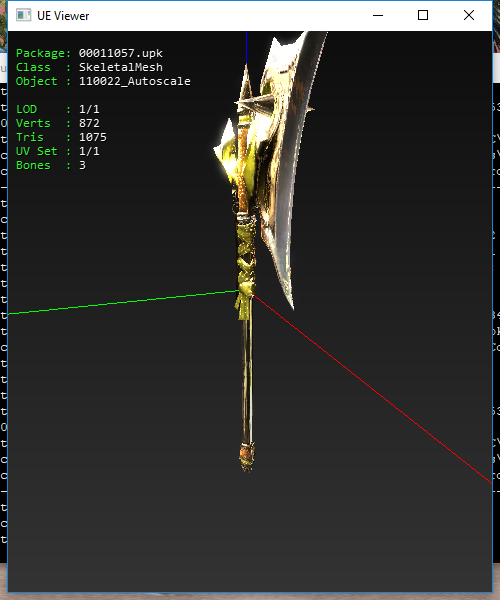 UE Viewer
Package: 00011057.upk
Class : SkeletalMesh
Object : 110022_Autoscale
LOD : 1/1
Verts : 872
Tris : 1075
UV Set : 1/1
Bones : 3